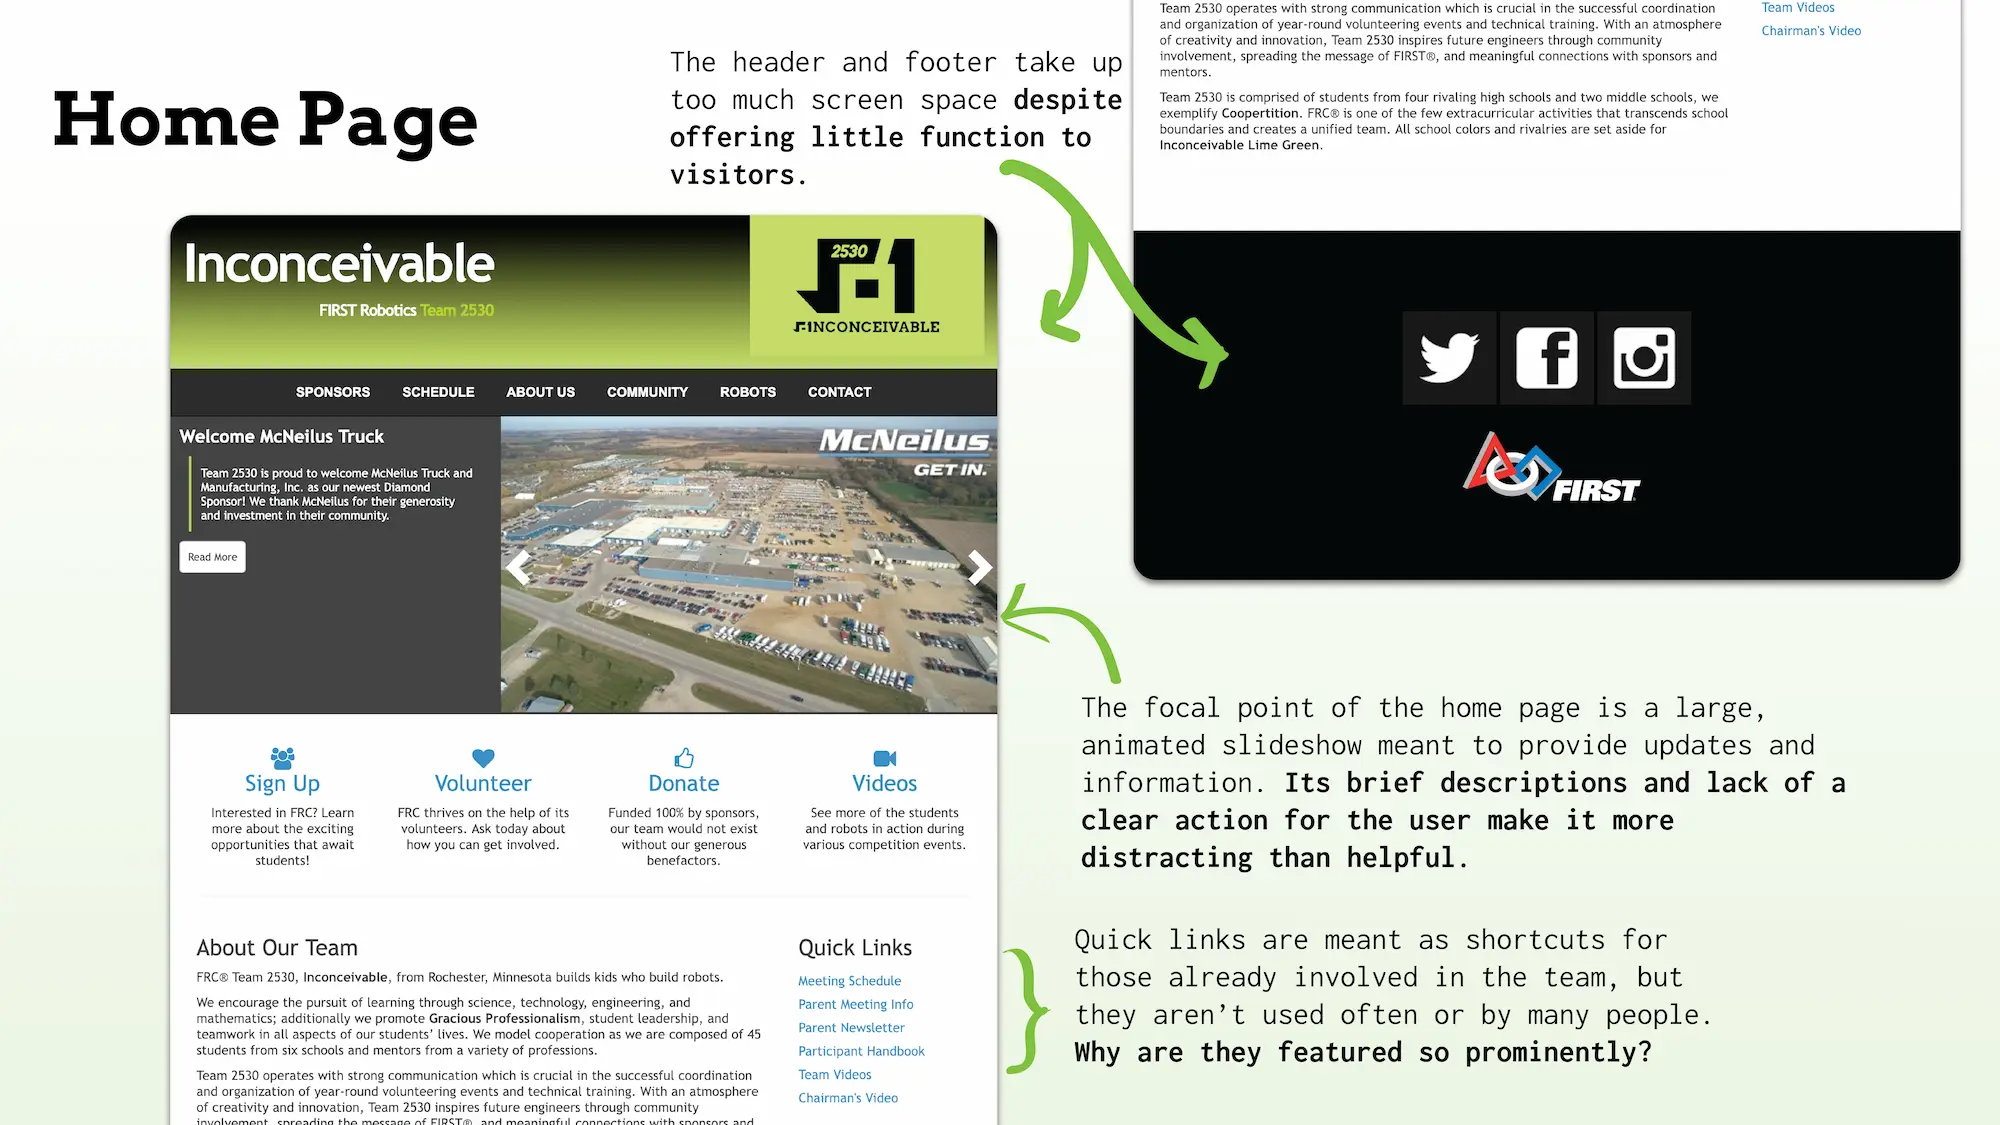 Home Page
The header and footer take up
too much screen space despite
offering little function to
visitors.
Inconceivable
FIRST Robotics Team 2530
2530
INCONCEIVABLE
SPONSORS SCHEDULE ABOUT US COMMUNITY ROBOTS CONTACT
Welcome McNeilus Truck
Team 2530 is proud to welcome McNeilus Truck and
Manufacturing, Inc. as our newest Diamond
Sponsor! We thank McNeilus for their generosity
and investment in their community.
Read More
McNeilus
GET IN.
Sign Up
Interested in FRC? Learn
more about the exciting
opportunities that await
students!
Volunteer
FRC thrives on the help of its
volunteers. Ask today about
how you can get involved.
Donate
Funded 100% by sponsors,
our team would not exist
without our generous
benefactors.
Videos
See more of the students
and robots in action during
various competition events.
About Our Team
FRC® Team 2530, Inconceivable, from Rochester, Minnesota builds kids who build robots.
We encourage the pursuit of learning through science, technology, engineering, and
mathematics; additionally we promote Gracious Professionalism, student leadership, and
teamwork in all aspects of our students' lives. We model cooperation as we are composed of 45
students from six schools and mentors from a variety of professions.
Team 2530 operates with strong communication which is crucial in the successful coordination
and organization of year-round volunteering events and technical training. With an atmosphere
of creativity and innovation, Team 2530 inspires future engineers through community
involvement, spreading the message of FIRST®, and meaningful connections with sponsors and
Quick Links
Meeting Schedule
Parent Meeting Info
Parent Newsletter
Participant Handbook
Team Videos
Chairman's Video
Team 2530 operates with strong communication which is crucial in the successful coordination
and organization of year-round volunteering events and technical training. With an atmosphere
of creativity and innovation, Team 2530 inspires future engineers through community
involvement, spreading the message of FIRST®, and meaningful connections with sponsors and
mentors.
Team 2530 is comprised of students from four rivaling high schools and two middle schools, we
exemplify Coopertition. FRC® is one of the few extracurricular activities that transcends school
boundaries and creates a unified team. All school colors and rivalries are set aside for
Inconceivable Lime Green.
Team Videos
Chairman's Video
FIRST
The focal point of the home page is a large,
animated slideshow meant to provide updates and
information. Its brief descriptions and lack of a
clear action for the user make it more
distracting than helpful.
Quick links are meant as shortcuts for
those already involved in the team, but
they aren’t used often or by many people.
Why are they featured so prominently?